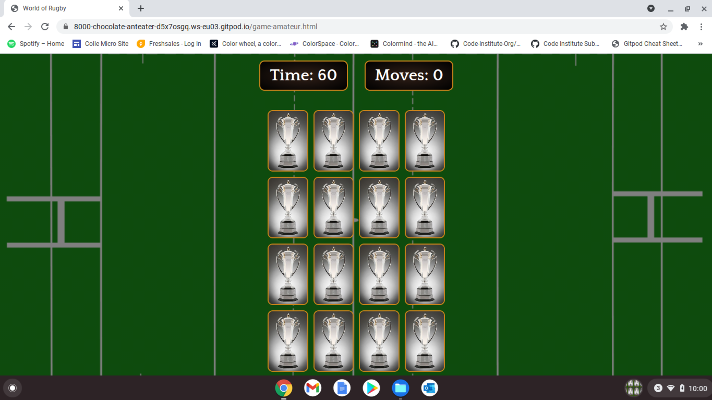 World of Rugby
8000-chocolate-anteater-d5x7osgq.ws-eu03.gitpod.io/game-amateur.html
Spotify – Home
Colle Micro Site
Freshsales - Log in
Color wheel, a color...
ColorSpace - Color...
Colormind - the AI...
Code Institute Org/...
Code Institute Sub...
Gitpod Cheat Sheet...
»
Time: 60
Moves: 0
3
10:00